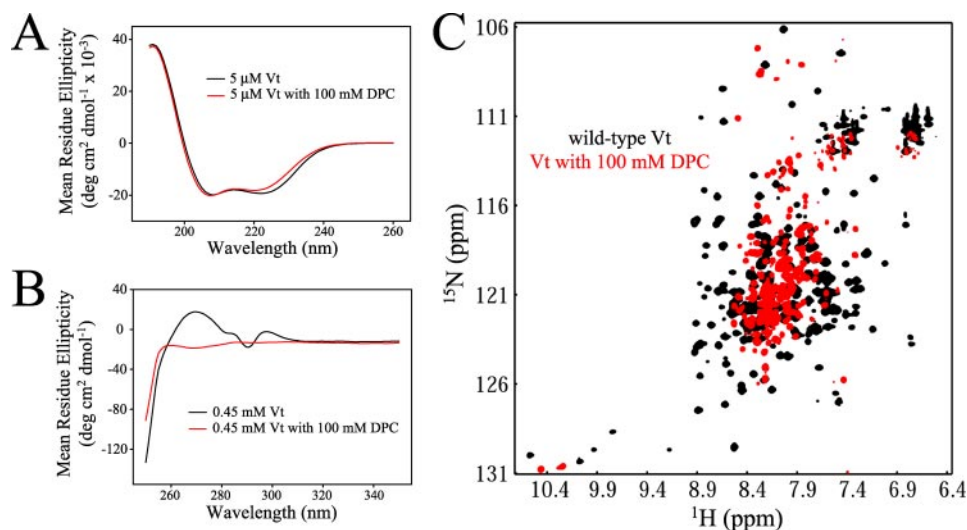 A
Mean Residue Ellipticity
(deg cm2 dmol-1 x 10-3)
40
20
0
-20
5 μM Vt
5 μM Vt with 100 mM DPC
200
220
240
260
Wavelength (nm)
B
Mean Residue Ellipticity
(deg cm2 dmol-1)
40
0
-40
-80
-120
0.45 mM Vt
0.45 mM Vt with 100 mM DPC
260
280
300
320
340
Wavelength (nm)
C
15N (ppm)
106
111
116
121
126
131
wild-type Vt
Vt with 100 mM DPC
10.4 9.9 9.4 8.9 8.4 7.9 7.4 6.9 6.4
1H (ppm)